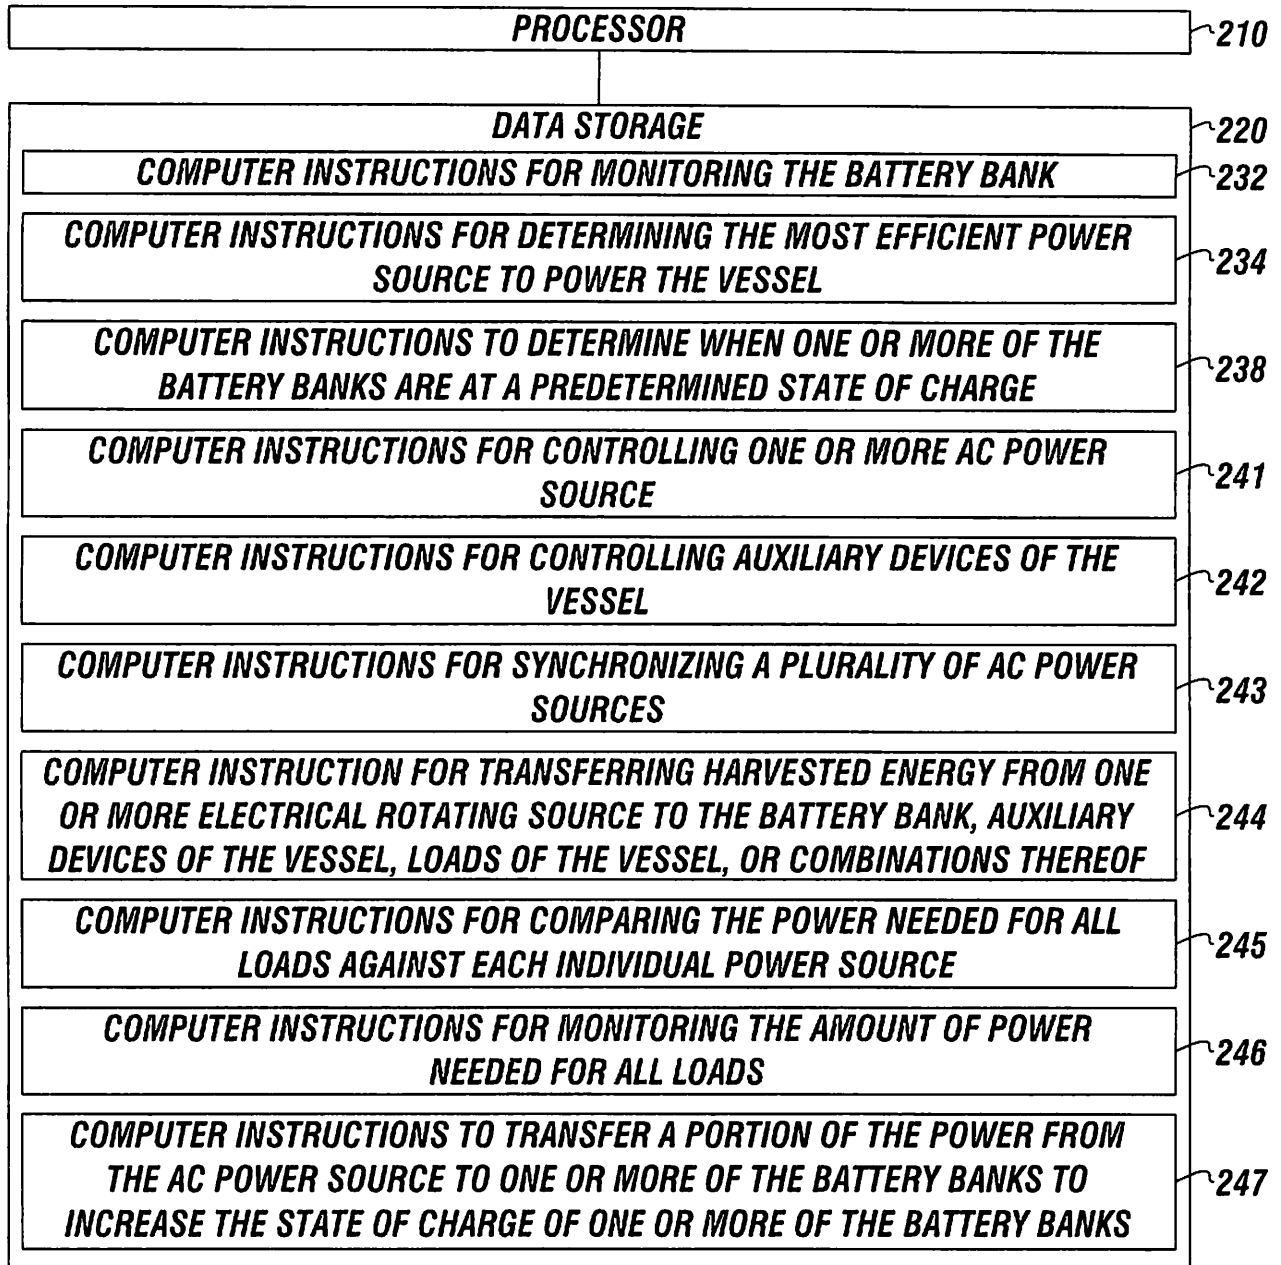 PROCESSOR
210
DATA STORAGE
220
COMPUTER INSTRUCTIONS FOR MONITORING THE BATTERY BANK
232
COMPUTER INSTRUCTIONS FOR DETERMINING THE MOST EFFICIENT POWER
SOURCE TO POWER THE VESSEL
234
COMPUTER INSTRUCTIONS TO DETERMINE WHEN ONE OR MORE OF THE
BATTERY BANKS ARE AT A PREDETERMINED STATE OF CHARGE
238
COMPUTER INSTRUCTIONS FOR CONTROLLING ONE OR MORE AC POWER
SOURCE
241
COMPUTER INSTRUCTIONS FOR CONTROLLING AUXILIARY DEVICES OF THE
VESSEL
242
COMPUTER INSTRUCTIONS FOR SYNCHRONIZING A PLURALITY OF AC POWER
SOURCES
243
COMPUTER INSTRUCTION FOR TRANSFERRING HARVESTED ENERGY FROM ONE
OR MORE ELECTRICAL ROTATING SOURCE TO THE BATTERY BANK, AUXILIARY
DEVICES OF THE VESSEL, LOADS OF THE VESSEL, OR COMBINATIONS THEREOF
244
COMPUTER INSTRUCTIONS FOR COMPARING THE POWER NEEDED FOR ALL
LOADS AGAINST EACH INDIVIDUAL POWER SOURCE
245
COMPUTER INSTRUCTIONS FOR MONITORING THE AMOUNT OF POWER
NEEDED FOR ALL LOADS
246
COMPUTER INSTRUCTIONS TO TRANSFER A PORTION OF THE POWER FROM
THE AC POWER SOURCE TO ONE OR MORE OF THE BATTERY BANKS TO
INCREASE THE STATE OF CHARGE OF ONE OR MORE OF THE BATTERY BANKS
247